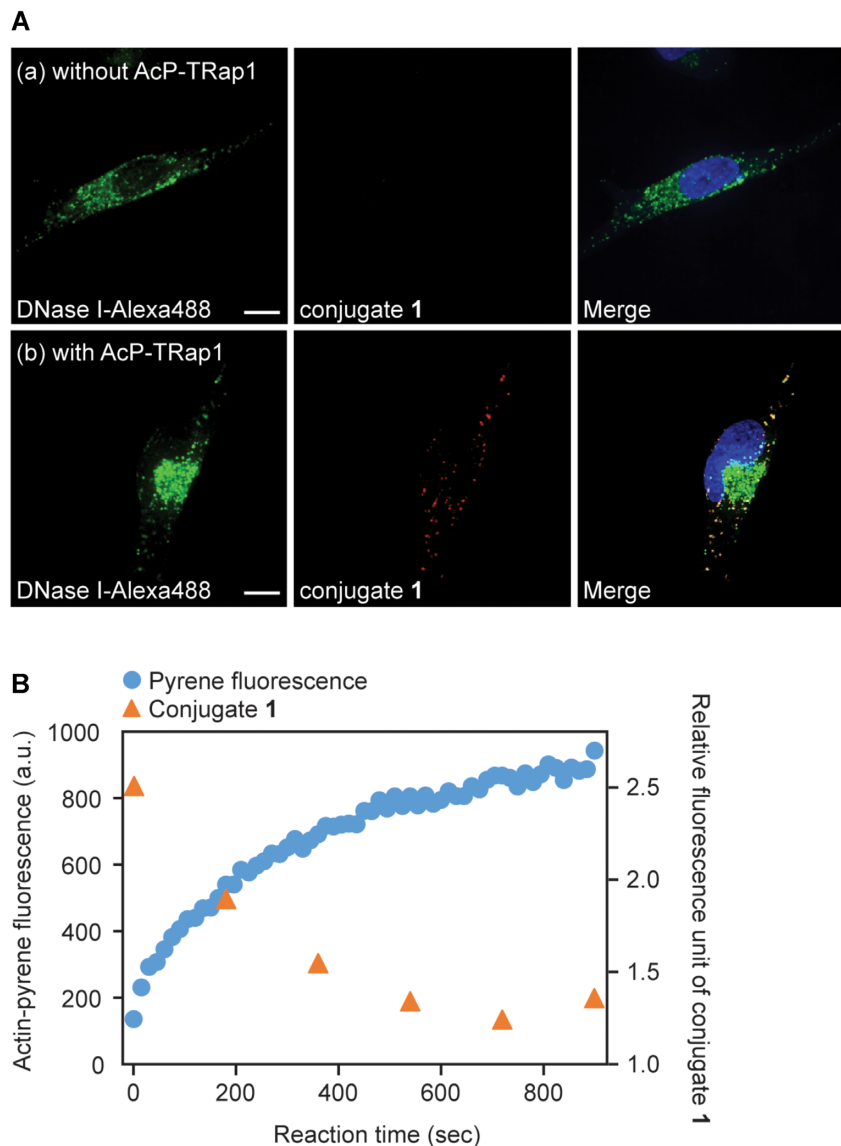 A
(a) without AcP-TRap1
DNase I-Alexa488
conjugate 1
Merge
(b) with AcP-TRap1
DNase I-Alexa488
conjugate 1
Merge
B
Pyrene fluorescence
Conjugate 1
Actin-pyrene fluorescence (a.u.)
1000
800
600
400
200
0
2.5
2.0
1.5
1.0
Relative fluorescence
unit of conjugate 1
0 200 400 600 800
Reaction time (sec)